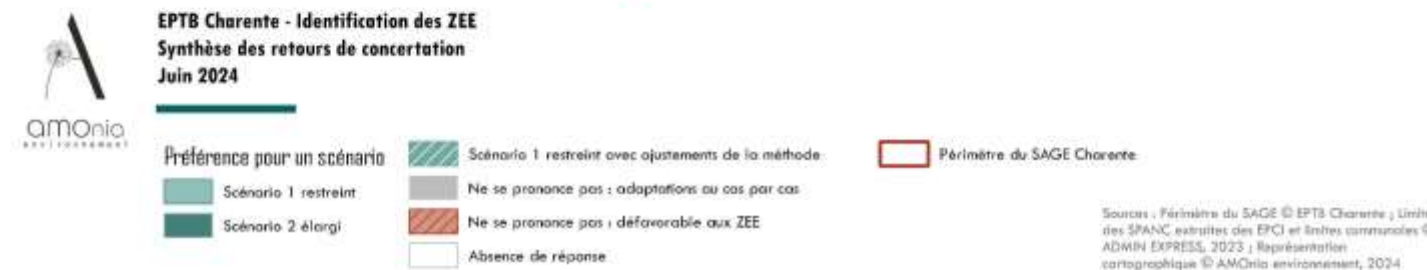 EPTB Charente - Identification des ZEE
Synthèse des retours de concertation
Juin 2024
amonia
environnement
Préférence pour un scénario
Scénario 1 restreint
Scénario 2 élargi
Scénario 1 restreint avec ajustements de la méthode
Ne se prononce pas : adaptations au cas par cas
Ne se prononce pas : défavorable aux ZEE
Absence de réponse
Périmètre du SAGE Charente
Sources : Périmètre du SAGE © EPTB Charente ; Limit
des SPANC extraites des EPCI et limites communales ©
ADMIN EXPRESS, 2023 ; Représentation
cartographique © AMOnia environnement, 2024